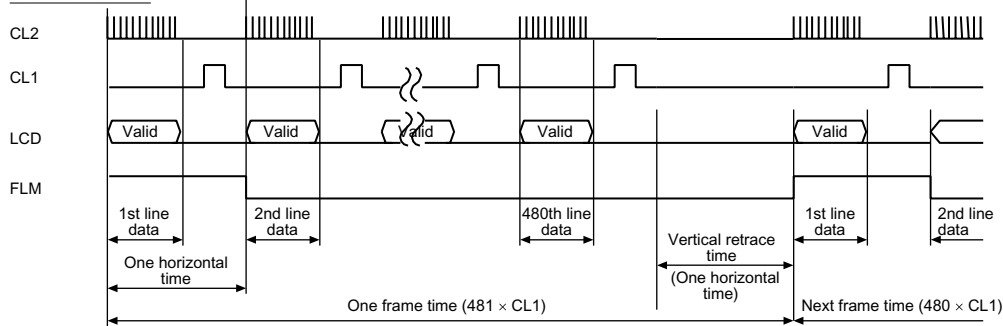 CL2
CL1
LCD
Valid
Valid
Valid
Valid
Valid
FLM
1st line
data
2nd line
data
480th line
data
1st line
data
2nd line
data
One horizontal
time
Vertical retrace
time
(One horizontal
time)
One frame time (481 × CL1)
Next frame time (480 × CL1)